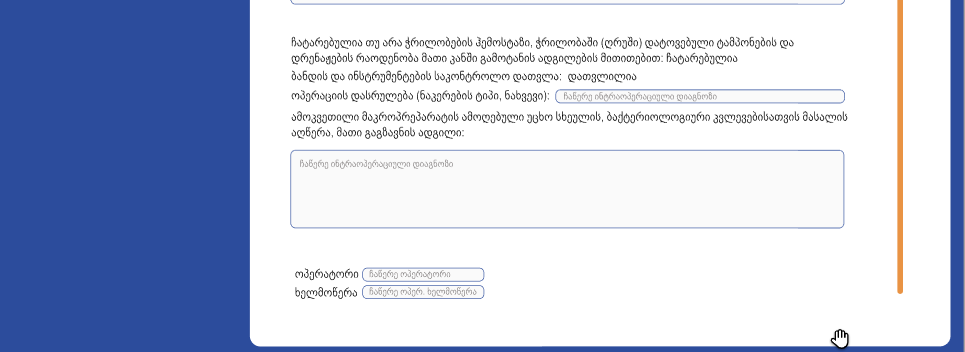 ჩატარებულია თუ არა ჭრილობების ჰემოსტაზი, ჭრილობაში (ღრუში) დატოვებული ტამპონების და
დრენაჟების რაოდენობა მათი კანში გამოტანის ადგილების მითითებით: ჩატარებულია
ბანდის და ინსტრუმენტების საკონტროლო დათვლა: დათვლილია
ოპერაციის დასრულება (ნაკერების ტიპი, ნახვევი): ჩაწერე ინტრაოპერაციული დიაგნოზი
ამოკვეთილი მაკროპრეპარატის ამოღებული უცხო სხეულის, ბაქტერიოლოგიური კვლევებისათვის მასალის
აღწერა, მათი გაგზავნის ადგილი:
ჩაწერე ინტრაოპერაციული დიაგნოზი
ოპერატორი ჩაწერე ოპერატორი
ხელმოწერა ჩაწერე ოპერ. ხელმოწერა